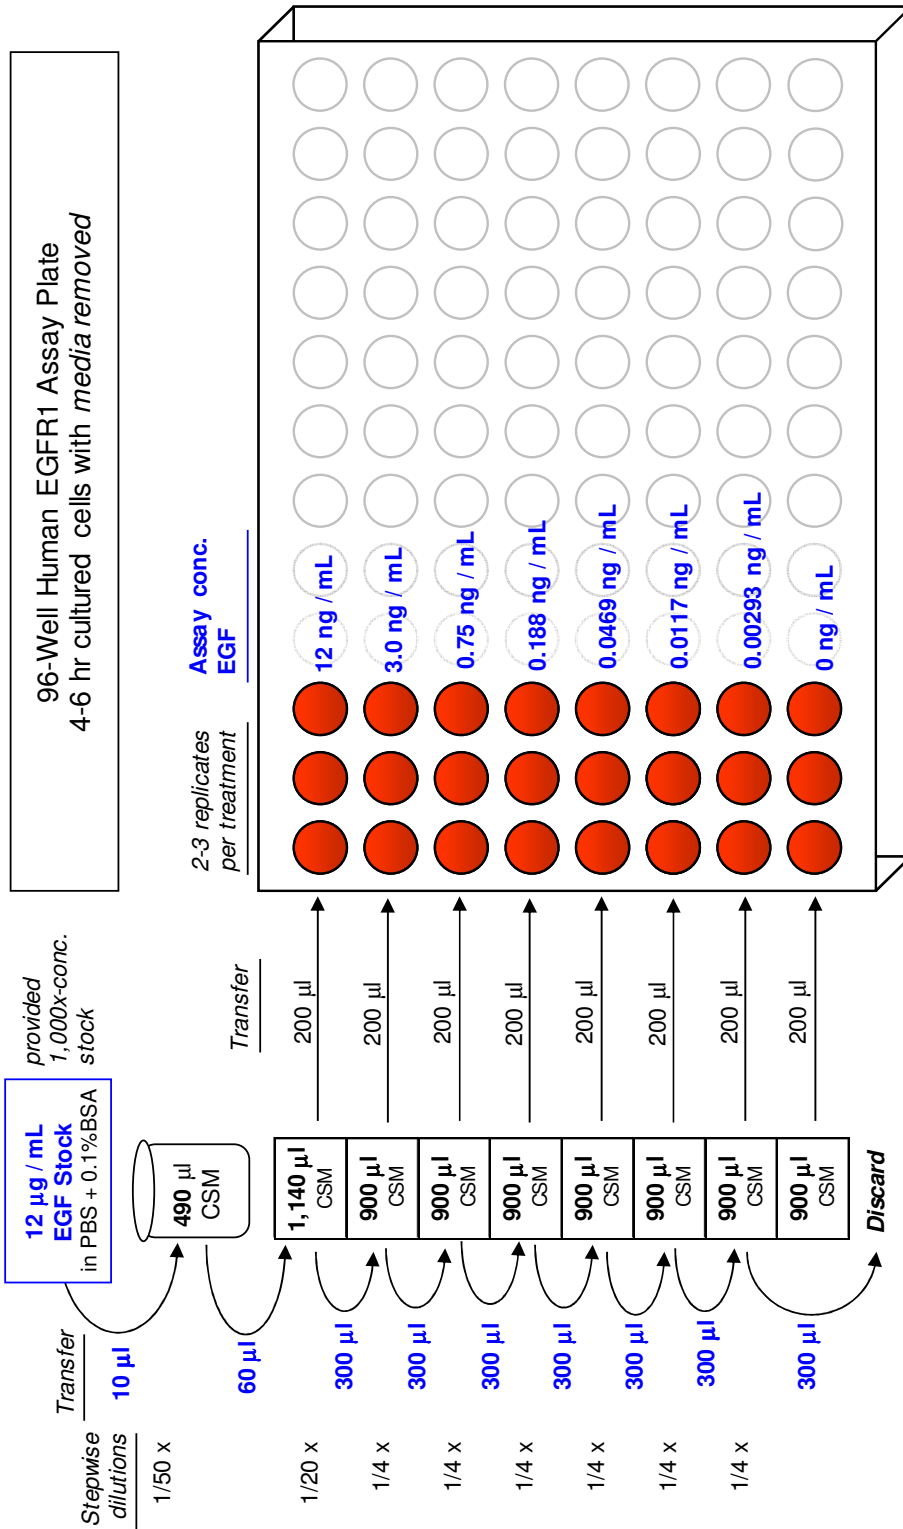 96-Well Human EGFR1 Assay Plate
4-6 hr cultured cells with media removed
Stepwise
dilutions
Transfer
12 µg / mL
EGF Stock
in PBS + 0.1%BSA
provided
1,000x-conc.
stock
1/50 x
10 µl
490 µl
CSM
60 µl
Transfer
2-3 replicates
per treatment
Assay conc.
EGF
1/20 x
1,140 µl
CSM
200 µl
12 ng / mL
1/4 x
300 µl
900 µl
CSM
200 µl
3.0 ng / mL
1/4 x
300 µl
900 µl
CSM
200 µl
0.75 ng / mL
1/4 x
300 µl
900 µl
CSM
200 µl
0.188 ng / mL
1/4 x
300 µl
900 µl
CSM
200 µl
0.0469 ng / mL
1/4 x
300 µl
900 µl
CSM
200 µl
0.0117 ng / mL
1/4 x
300 µl
900 µl
CSM
200 µl
0.00293 ng / mL
300 µl
900 µl
CSM
200 µl
0 ng / mL
Discard